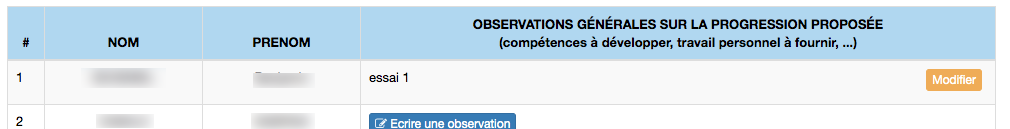 # NOM PRENOM OBSERVATIONS GÉNÉRALES SUR LA PROGRESSION PROPOSÉE
(compétences à développer, travail personnel à fournir, ...)
1 essai 1 Modifier
2 Ecrire une observation